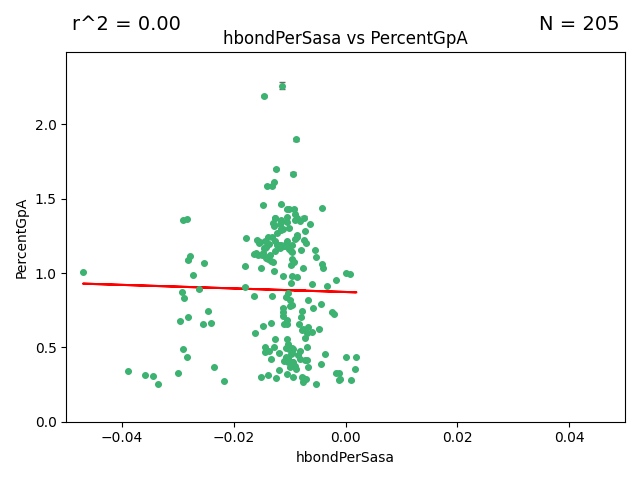 r^2 = 0.00
N = 205
hbondPerSasa vs PercentGpA
PercentGpA
2.0
1.5
1.0
0.5
0.0
−0.04
−0.02
0.00
0.02
0.04
hbondPerSasa